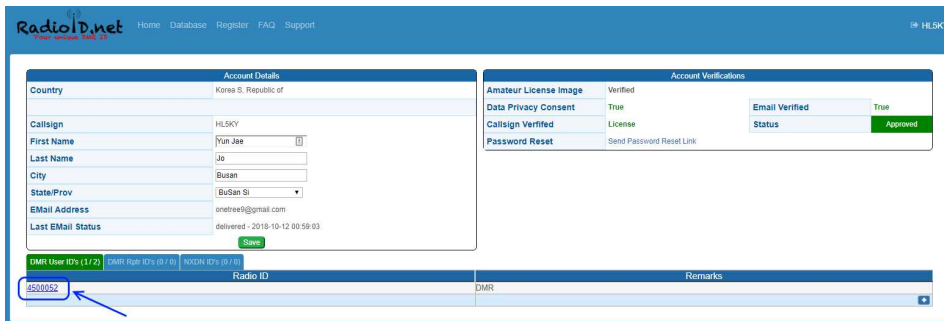 RadioID.net Home Database Register FAQ Support HL5K
Your unique DMR ID
Account Details
Country Korea S, Republic of
Callsign HL5KY
First Name Yun Jae
Last Name Jo
City Busan
State/Prov BuSan Si
EMail Address onetree9@gmail.com
Last EMail Status delivered - 2018-10-12 00:59:03
Save
Account Verifications
Amateur License Image Verified
Data Privacy Consent True Email Verified True
Callsign Verfifed License Status Approved
Password Reset Send Password Reset Link
DMR User ID's (1 / 2) DMR Rptr ID's (0 / 0) NXDN ID's (0 / 0)
Radio ID Remarks
4500052 DMR